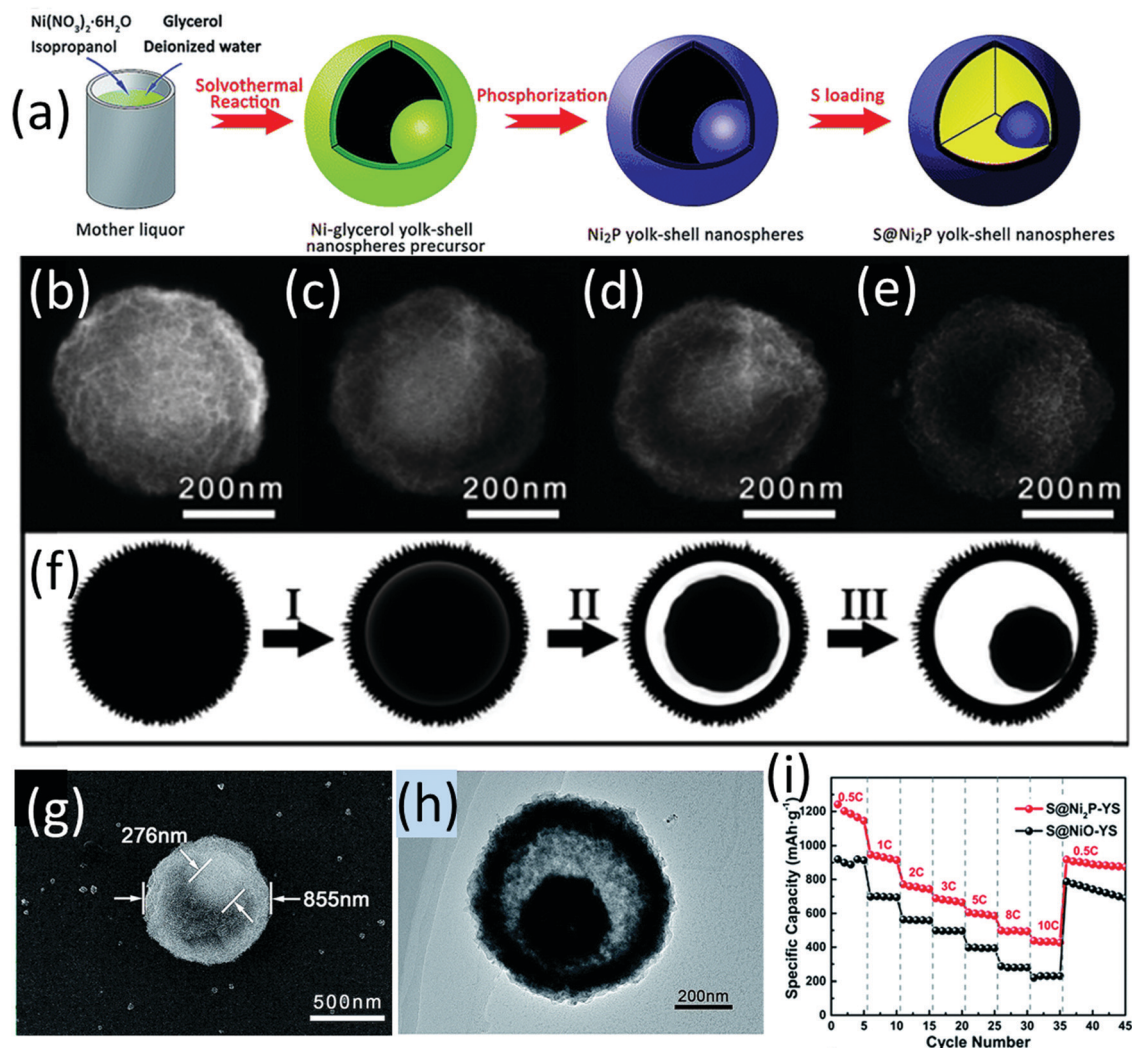 (a)
Ni(NO₃)₂·6H₂O Glycerol
Isopropanol Deionized water
Solvothermal
Reaction
Phosphorization
S loading
Mother liquor
Ni-glycerol yolk-shell
nanospheres precursor
Ni₂P yolk-shell nanospheres
S@Ni₂P yolk-shell nanospheres
(b)
200nm
(c)
200nm
(d)
200nm
(e)
200nm
(f)
I
II
III
(g)
276nm
855nm
500nm
(h)
200nm
(i)
Specific Capacity (mAh·g⁻¹)
1200
1000
800
600
400
200
0
0.5C
1C
2C
3C
5C
8C
10C
0.5C
S@Ni₂P-YS
S@NiO-YS
0 5 10 15 20 25 30 35 40 45
Cycle Number